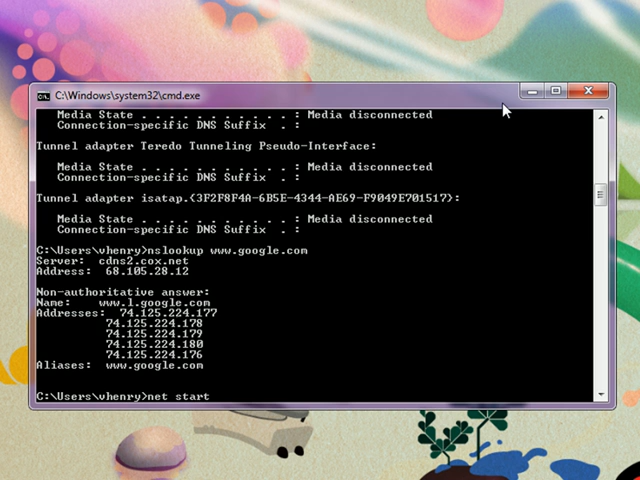 C:\Windows\system32\cmd.exe
Media State . . . . . . . . . . . : Media disconnected
Connection-specific DNS Suffix  . :
Tunnel adapter Teredo Tunneling Pseudo-Interface:
Media State . . . . . . . . . . . : Media disconnected
Connection-specific DNS Suffix  . :
Tunnel adapter isatap.{3F2F8F4A-6B5E-4344-AE69-F9049E701517}:
Media State . . . . . . . . . . . : Media disconnected
Connection-specific DNS Suffix  . :
C:\Users\vhenry>nslookup www.google.com
Server:  cdns2.cox.net
Address:  68.105.28.12
Non-authoritative answer:
Name:    www.l.google.com
Addresses:  74.125.224.177
74.125.224.178
74.125.224.179
74.125.224.180
74.125.224.176
Aliases:  www.google.com
C:\Users\vhenry>net start